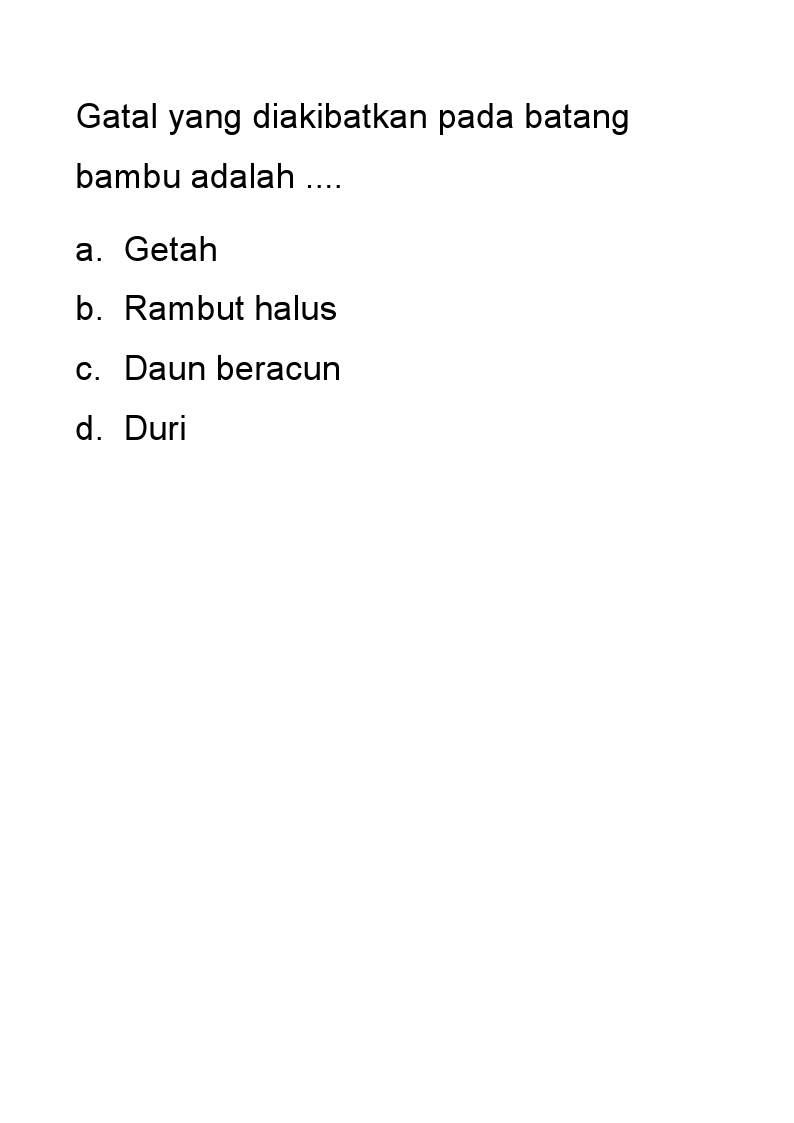 Gatal yang diakibatkan pada batang
bambu adalah ....
a. Getah
b. Rambut halus
c. Daun beracun
d. Duri